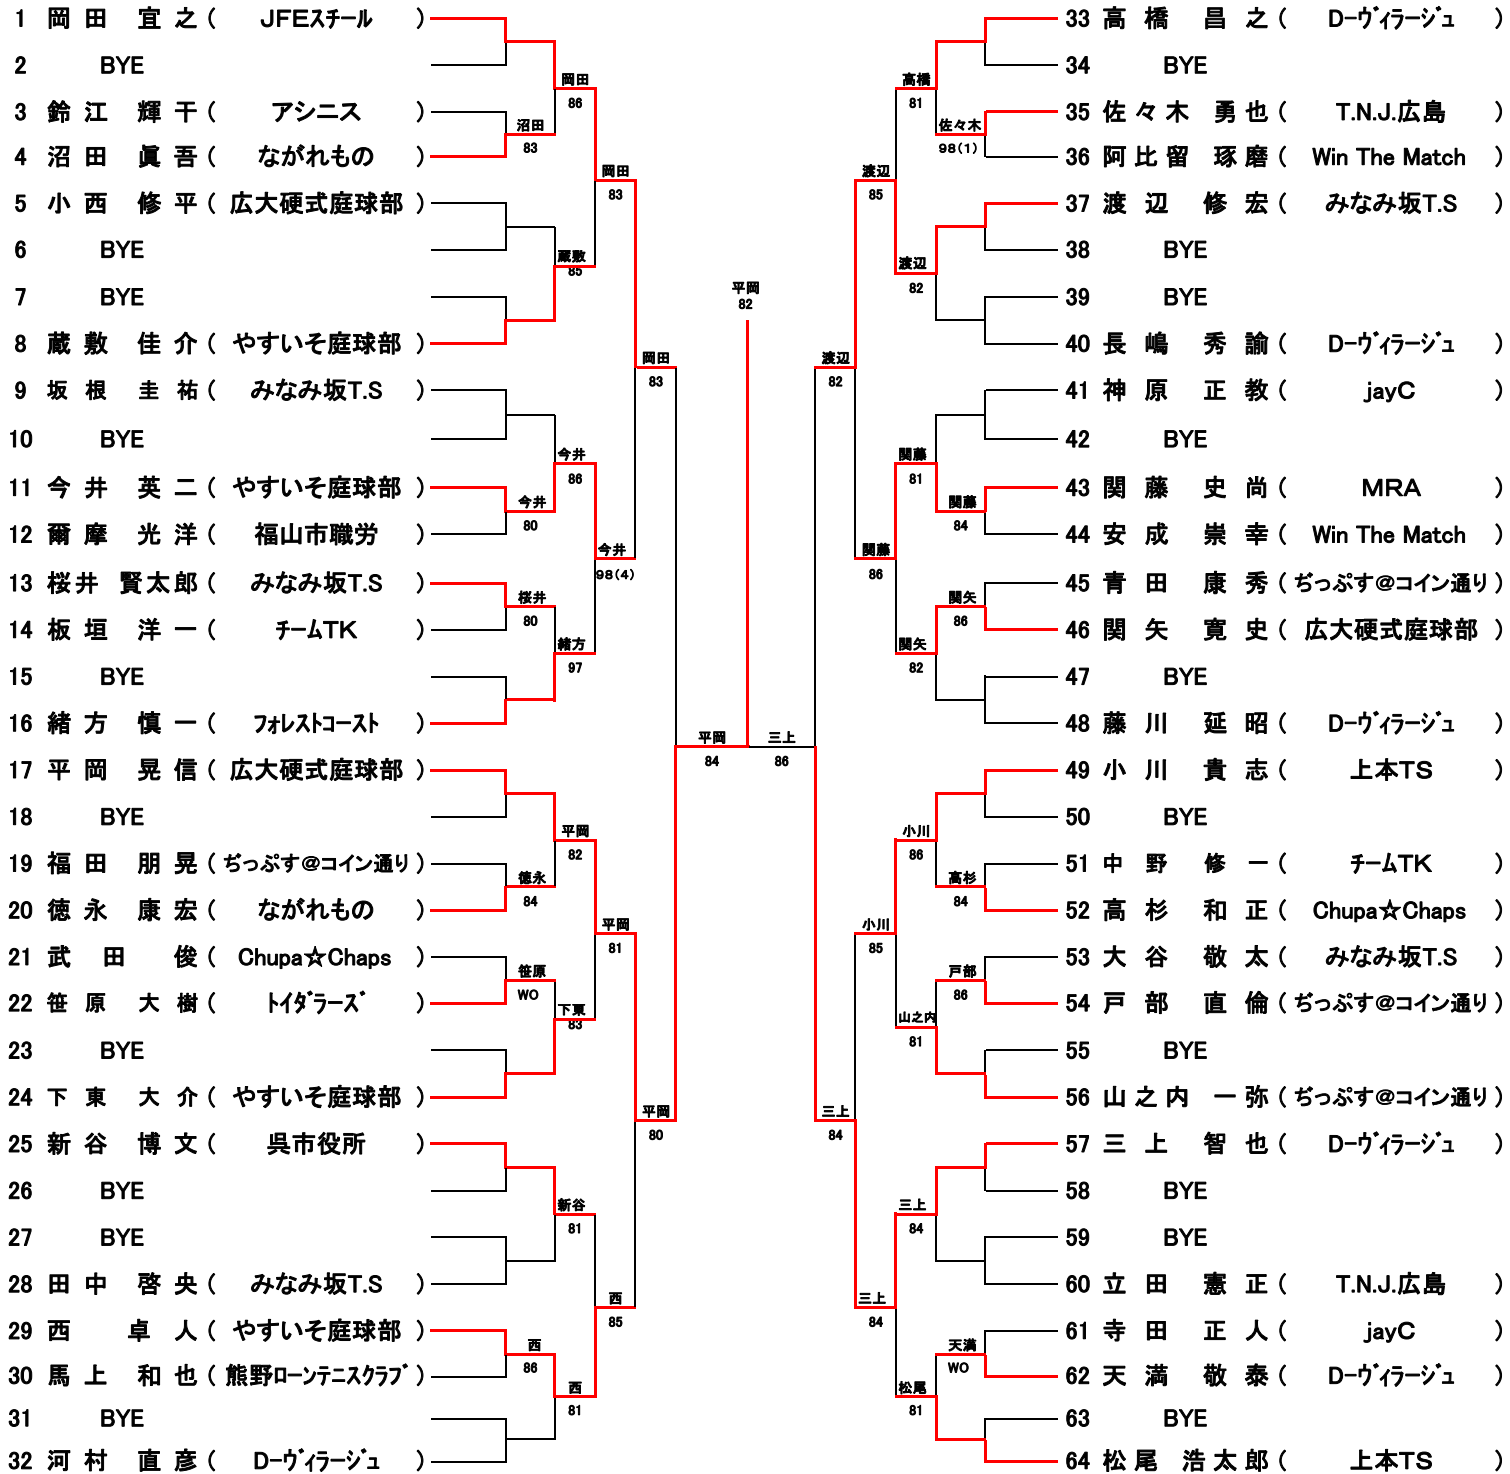 1 岡田 宜之 ( JFEスチール )
2 BYE
3 鈴江 輝干 ( アシニス )
4 沼田 眞吾 ( ながれもの )
5 小西 修平 ( 広大硬式庭球部 )
6 BYE
7 BYE
8 蔵敷 佳介 ( やすいそ庭球部 )
9 坂根 圭祐 ( みなみ坂T.S )
10 BYE
11 今井 英二 ( やすいそ庭球部 )
12 爾摩 光洋 ( 福山市職労 )
13 桜井 賢太郎 ( みなみ坂T.S )
14 板垣 洋一 ( チームTK )
15 BYE
16 緒方 慎一 ( フォレストコースト )
17 平岡 晃信 ( 広大硬式庭球部 )
18 BYE
19 福田 朋晃 ( ぢっぷす@コイン通り )
20 徳永 康宏 ( ながれもの )
21 武田 俊 ( Chupa☆Chaps )
22 笹原 大樹 ( トイダラーズ )
23 BYE
24 下東 大介 ( やすいそ庭球部 )
25 新谷 博文 ( 呉市役所 )
26 BYE
27 BYE
28 田中 啓央 ( みなみ坂T.S )
29 西 卓人 ( やすいそ庭球部 )
30 馬上 和也 ( 熊野ローンテニスクラブ )
31 BYE
32 河村 直彦 ( D-ヴィラージュ )
沼田
83
今井
80
桜井
80
徳永
84
笹原
WO
西
86
岡田
86
蔵敷
85
今井
86
緒方
97
平岡
82
下東
83
新谷
81
西
81
岡田
83
今井
98(4)
平岡
81
西
85
岡田
83
平岡
80
平岡
84
平岡
82
三上
86
渡辺
82
三上
84
渡辺
85
関藤
86
小川
85
三上
84
高橋
81
渡辺
82
関藤
81
関矢
82
小川
86
山之内
81
三上
84
松尾
81
佐々木
98(1)
関藤
84
関矢
86
高杉
84
戸部
86
天満
WO
33 高橋 昌之 ( D-ヴィラージュ )
34 BYE
35 佐々木 勇也 ( T.N.J.広島 )
36 阿比留 琢磨 ( Win The Match )
37 渡辺 修宏 ( みなみ坂T.S )
38 BYE
39 BYE
40 長嶋 秀諭 ( D-ヴィラージュ )
41 神原 正教 ( jayC )
42 BYE
43 関藤 史尚 ( MRA )
44 安成 崇幸 ( Win The Match )
45 青田 康秀 ( ぢっぷす@コイン通り )
46 関矢 寛史 ( 広大硬式庭球部 )
47 BYE
48 藤川 延昭 ( D-ヴィラージュ )
49 小川 貴志 ( 上本TS )
50 BYE
51 中野 修一 ( チームTK )
52 高杉 和正 ( Chupa☆Chaps )
53 大谷 敬太 ( みなみ坂T.S )
54 戸部 直倫 ( ぢっぷす@コイン通り )
55 BYE
56 山之内 一弥 ( ぢっぷす@コイン通り )
57 三上 智也 ( D-ヴィラージュ )
58 BYE
59 BYE
60 立田 憲正 ( T.N.J.広島 )
61 寺田 正人 ( jayC )
62 天満 敬泰 ( D-ヴィラージュ )
63 BYE
64 松尾 浩太郎 ( 上本TS )